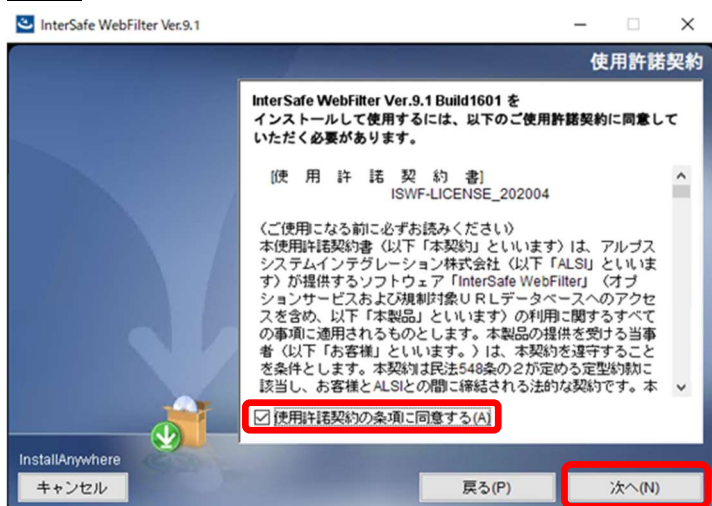 InterSafe WebFilter Ver.9.1
使用許諾契約
InterSafe WebFilter Ver.9.1 Build1601 を
インストールして使用するには、以下のご使用許諾契約に同意して
いただく必要があります。
[使 用 許 諾 契 約 書]
ISWF-LICENSE_202004
〈ご使用になる前に必ずお読みください〉
本使用許諾契約書〈以下「本契約」といいます〉は、アルプス
システムインテグレーション株式会社〈以下「ALSI」といいま
す〉が提供するソフトウェア「InterSafe WebFilter」〈オプ
ションサービスおよび規制対象ＵＲＬデータベースへのアクセ
スを含め、以下「本製品」といいます〉の利用に関するすべて
の事項に適用されるものとします。本製品の提供を受ける当事
者〈以下「お客様」といいます。〉は、本契約を遵守すること
を条件とします。本契約は民法548条の２が定める定型約款に
該当し、お客様とALSIとの間に締結される法的な契約です。本
使用許諾契約の条項に同意する(A)
InstallAnywhere
キャンセル
戻る(P)
次へ(N)